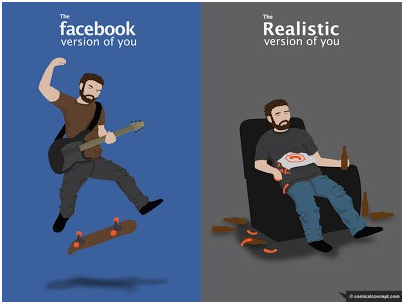 The
facebook
version of you
The
Realistic
version of you
© comicalconcept.com